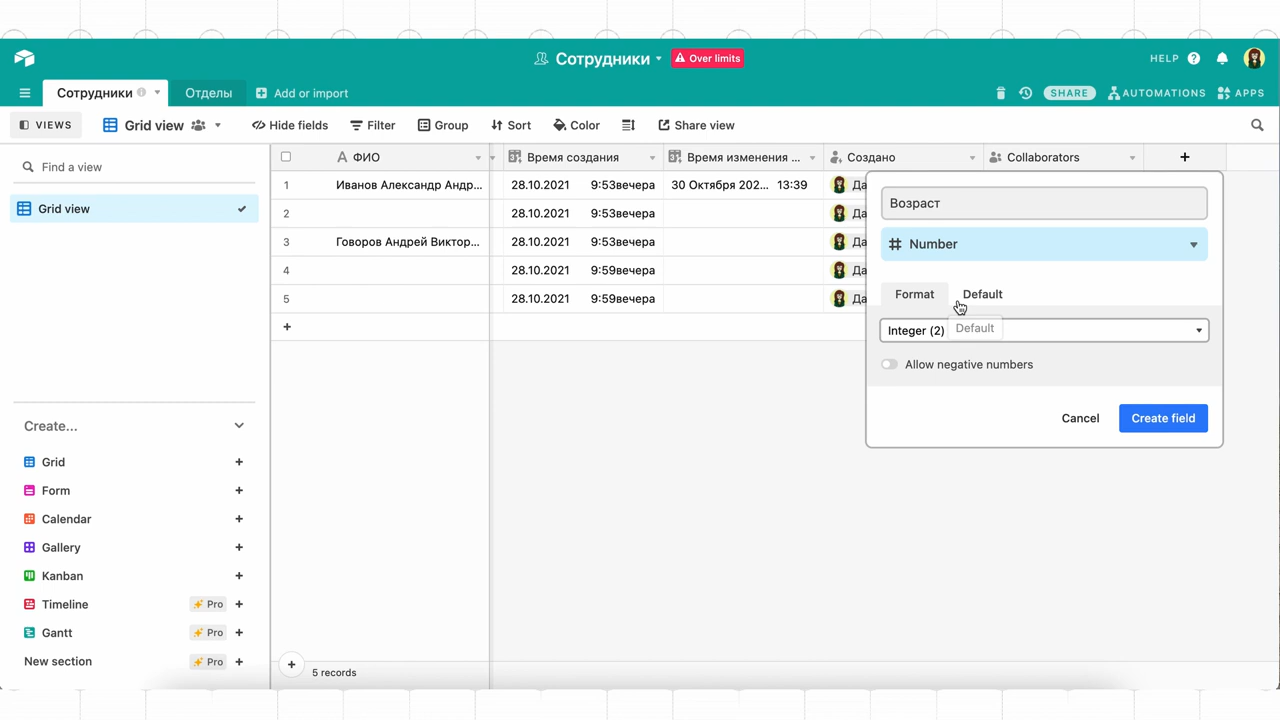 Сотрудники
Over limits
HELP
Сотрудники
Отделы
Add or import
SHARE
AUTOMATIONS
APPS
VIEWS
Grid view
Hide fields
Filter
Group
Sort
Color
Share view
Find a view
Grid view
ФИО
Время создания
Время изменения ...
Создано
Collaborators
1 Иванов Александр Андр... 28.10.2021 9:53вечера 30 Октября 202... 13:39 Да
2 28.10.2021 9:53вечера Да
3 Говоров Андрей Виктор... 28.10.2021 9:53вечера Да
4 28.10.2021 9:59вечера Да
5 28.10.2021 9:59вечера Да
Возраст
Number
Format Default
Integer (2)
Default
Allow negative numbers
Cancel
Create field
Create...
Grid
Form
Calendar
Gallery
Kanban
Timeline Pro
Gantt Pro
New section Pro
5 records